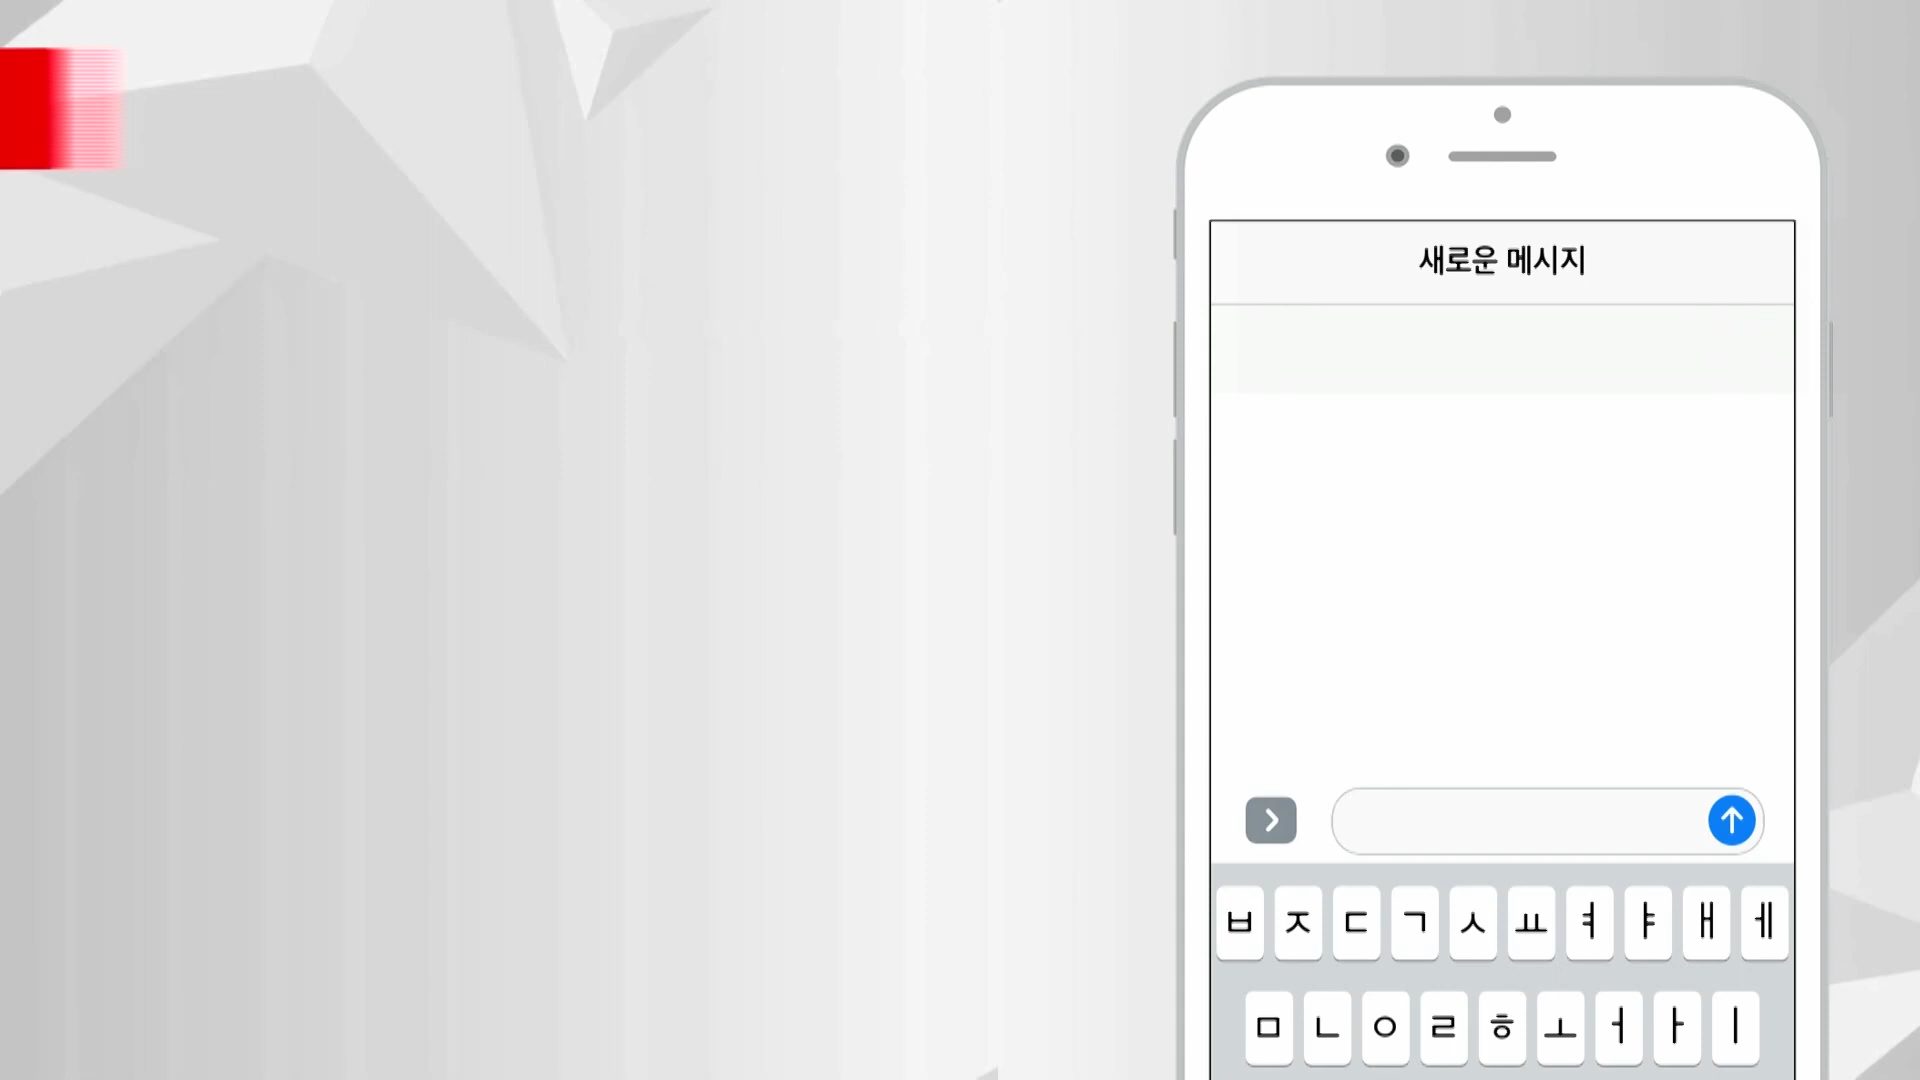 새로운 메시지
ㅂ ㅈ ㄷ ㄱ ㅅ ㅛ ㅕ ㅑ ㅐ ㅔ
ㅁ ㄴ ㅇ ㄹ ㅎ ㅗ ㅓ ㅏ ㅣ